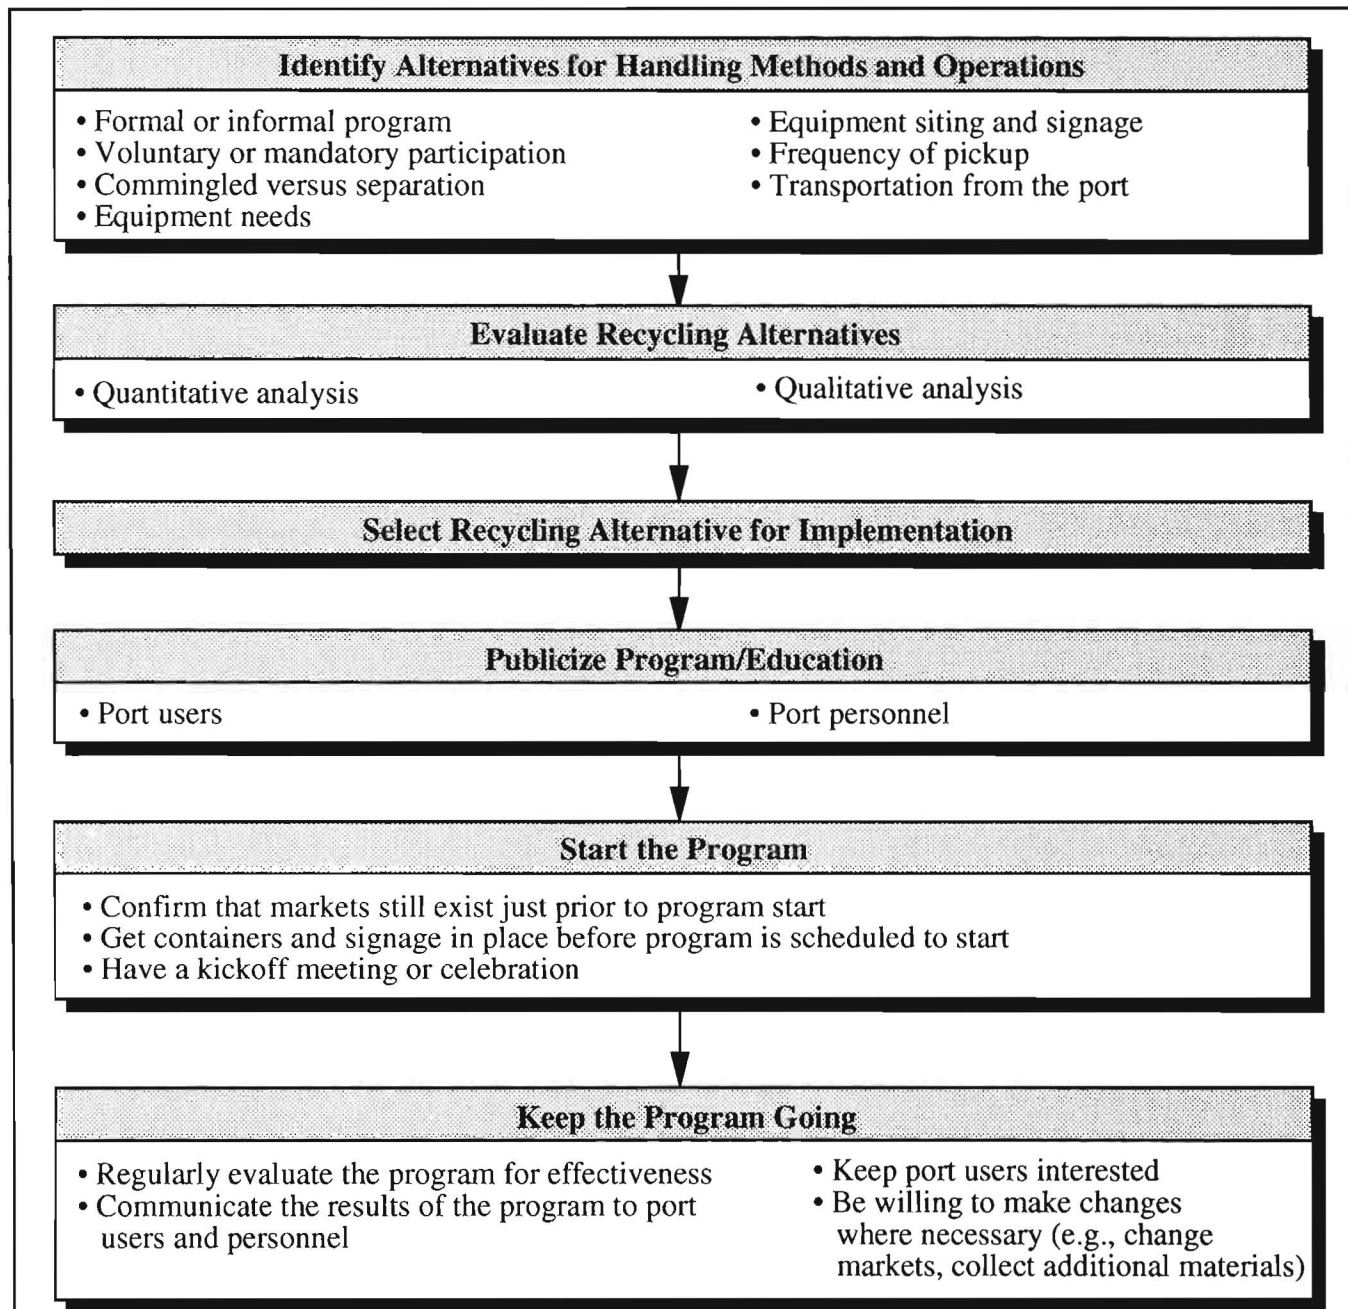 Identify Alternatives for Handling Methods and Operations
• Formal or informal program
• Voluntary or mandatory participation
• Commingled versus separation
• Equipment needs
• Equipment siting and signage
• Frequency of pickup
• Transportation from the port
Evaluate Recycling Alternatives
• Quantitative analysis
• Qualitative analysis
Select Recycling Alternative for Implementation
Publicize Program/Education
• Port users
• Port personnel
Start the Program
• Confirm that markets still exist just prior to program start
• Get containers and signage in place before program is scheduled to start
• Have a kickoff meeting or celebration
Keep the Program Going
• Regularly evaluate the program for effectiveness
• Communicate the results of the program to port
users and personnel
• Keep port users interested
• Be willing to make changes
where necessary (e.g., change
markets, collect additional materials)